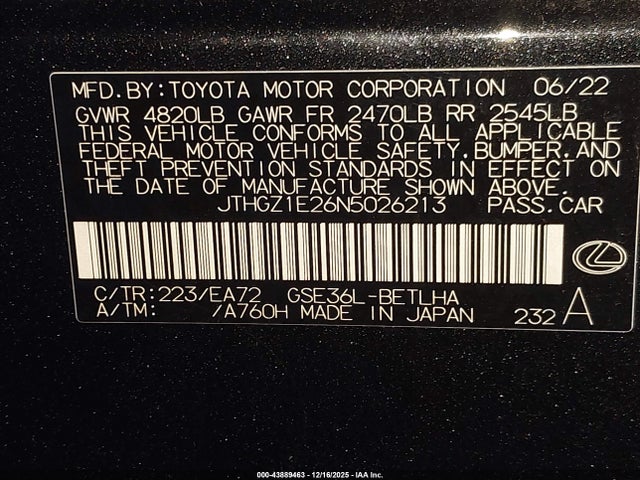 MFD.BY:TOYOTA MOTOR CORPORATION 06/22
GVWR 4820LB GAWR FR 2470LB RR 2545LB
THIS VEHICLE CONFORMS TO ALL APPLICABLE
FEDERAL MOTOR VEHICLE SAFETY,BUMPER,AND
THEFT PREVENTION STANDARDS IN EFFECT ON
THE DATE OF MANUFACTURE SHOWN ABOVE.
JTHGZ1E26N5026213 PASS.CAR
C/TR:223/EA72 GSE36L-BETLHA
A/TM: /A760H MADE IN JAPAN 232 A
000-43889463 - 12/16/2025 - IAA Inc.